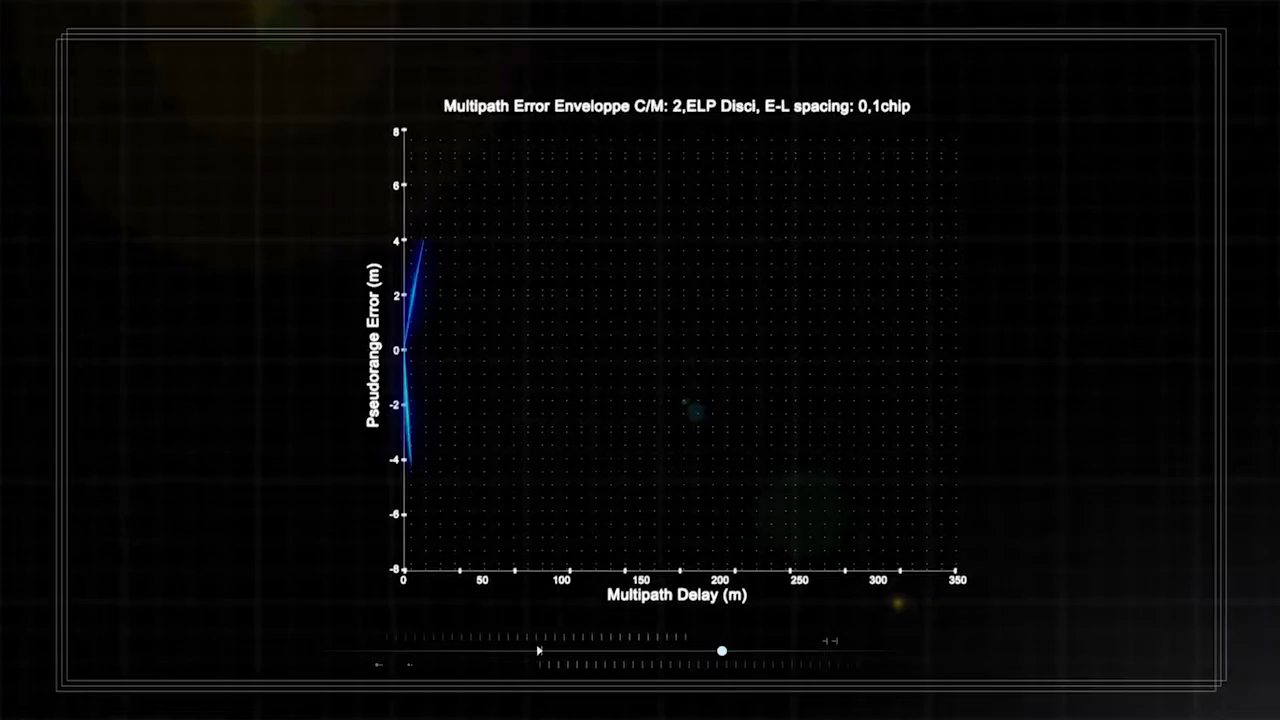 Multipath Error Enveloppe C/M: 2,ELP Disci, E-L spacing: 0,1chip
8
6
4
2
0
-2
-4
-6
-8
Pseudorange Error (m)
0 50 100 150 200 250 300 350
Multipath Delay (m)